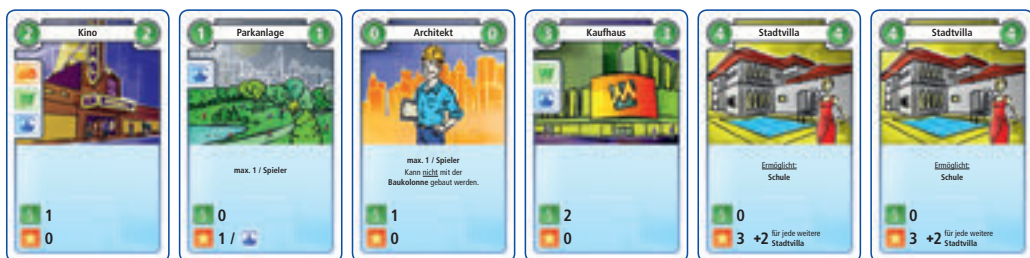 2 Kino 2
1
0
1 Parkanlage 1
max. 1 / Spieler
0
1 /
0 Architekt 0
max. 1 / Spieler
Kann nicht mit der
Baukolonne gebaut werden.
1
0
3 Kaufhaus 3
2
0
4 Stadtvilla 4
Ermöglicht:
Schule
0
3 +2 für jede weitere
Stadtvilla
4 Stadtvilla 4
Ermöglicht:
Schule
0
3 +2 für jede weitere
Stadtvilla